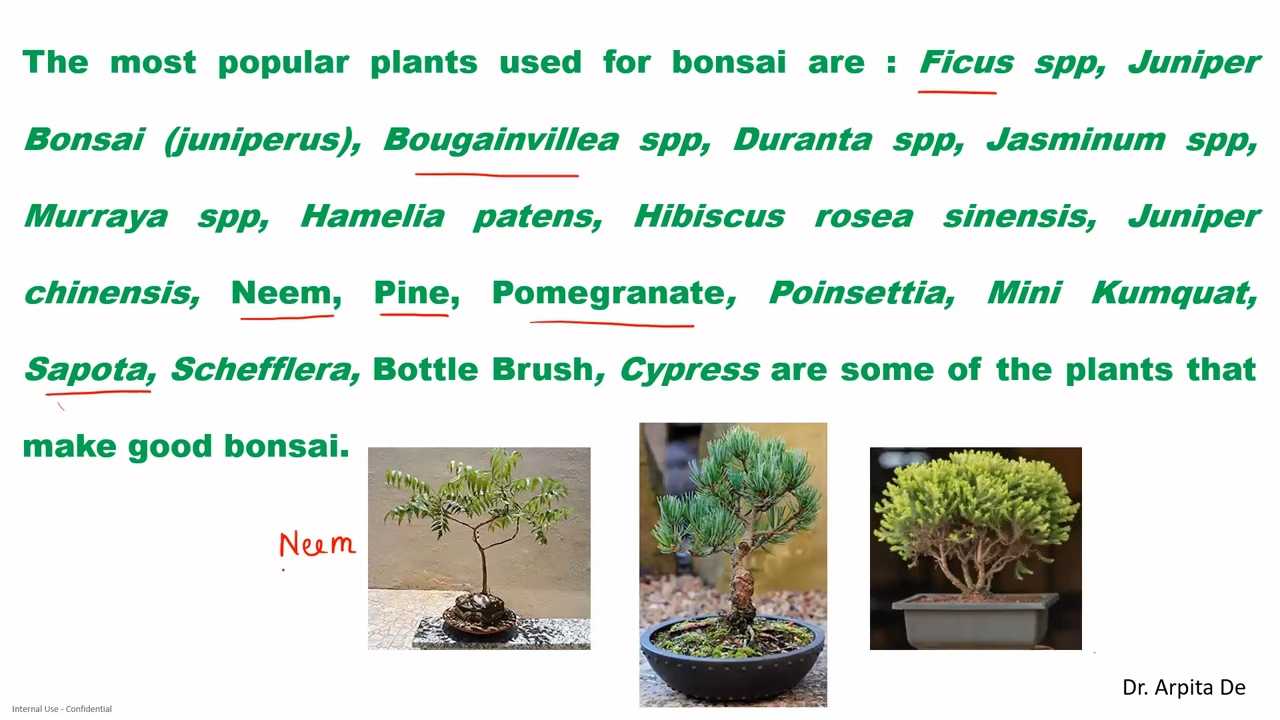 The most popular plants used for bonsai are : Ficus spp, Juniper
Bonsai (juniperus), Bougainvillea spp, Duranta spp, Jasminum spp,
Murraya spp, Hamelia patens, Hibiscus rosea sinensis, Juniper
chinensis, Neem, Pine, Pomegranate, Poinsettia, Mini Kumquat,
Sapota, Schefflera, Bottle Brush, Cypress are some of the plants that
make good bonsai.
Neem
Dr. Arpita De
Internal Use - Confidential